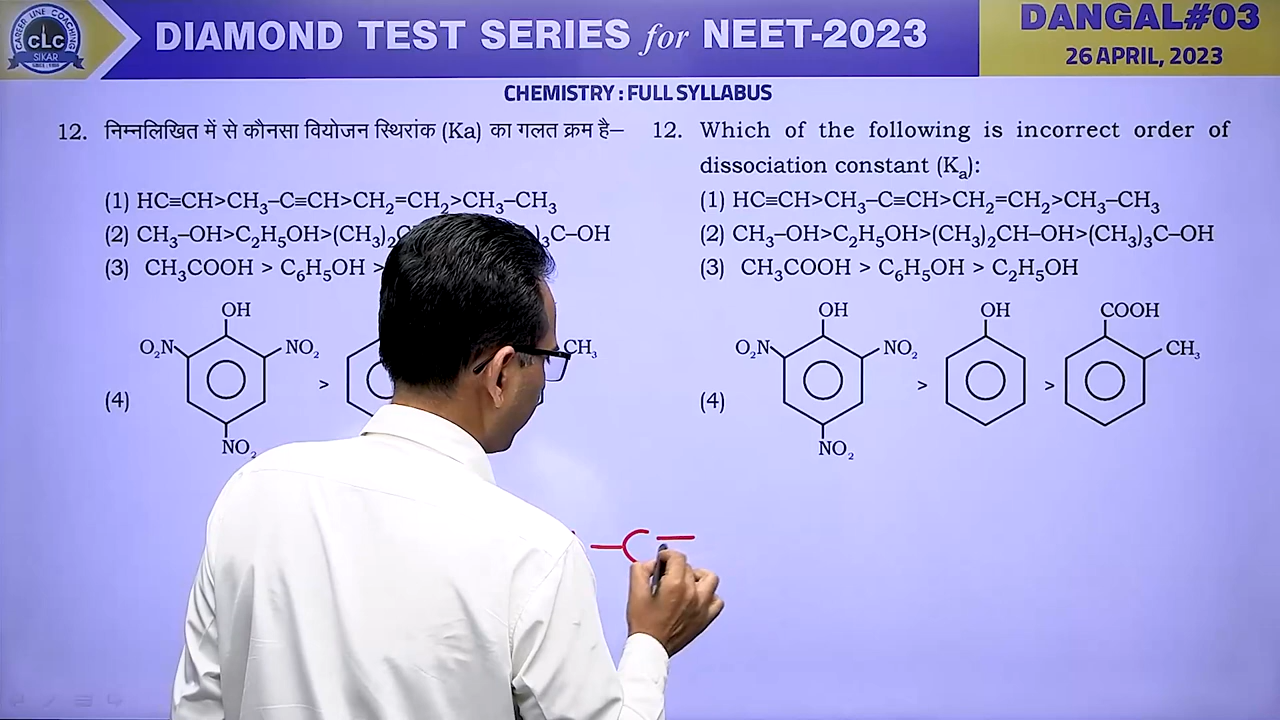 CAREER LINE COACHING
CLC
SIKAR
DIAMOND TEST SERIES for NEET-2023
DANGAL#03
26 APRIL, 2023
CHEMISTRY : FULL SYLLABUS
12. निम्नलिखित में से कौनसा वियोजन स्थिरांक (Ka) का गलत क्रम है–
(1) HC≡CH>CH₃–C≡CH>CH₂=CH₂>CH₃–CH₃
(2) CH₃–OH>C₂H₅OH>(CH₃)₂C )₃C–OH
(3) CH₃COOH > C₆H₅OH >
OH
O₂N NO₂ CH₃
(4) >
NO₂
12. Which of the following is incorrect order of
dissociation constant (Kₐ):
(1) HC≡CH>CH₃–C≡CH>CH₂=CH₂>CH₃–CH₃
(2) CH₃–OH>C₂H₅OH>(CH₃)₂CH–OH>(CH₃)₃C–OH
(3) CH₃COOH > C₆H₅OH > C₂H₅OH
OH OH COOH
O₂N NO₂ CH₃
(4) > >
NO₂
–C–